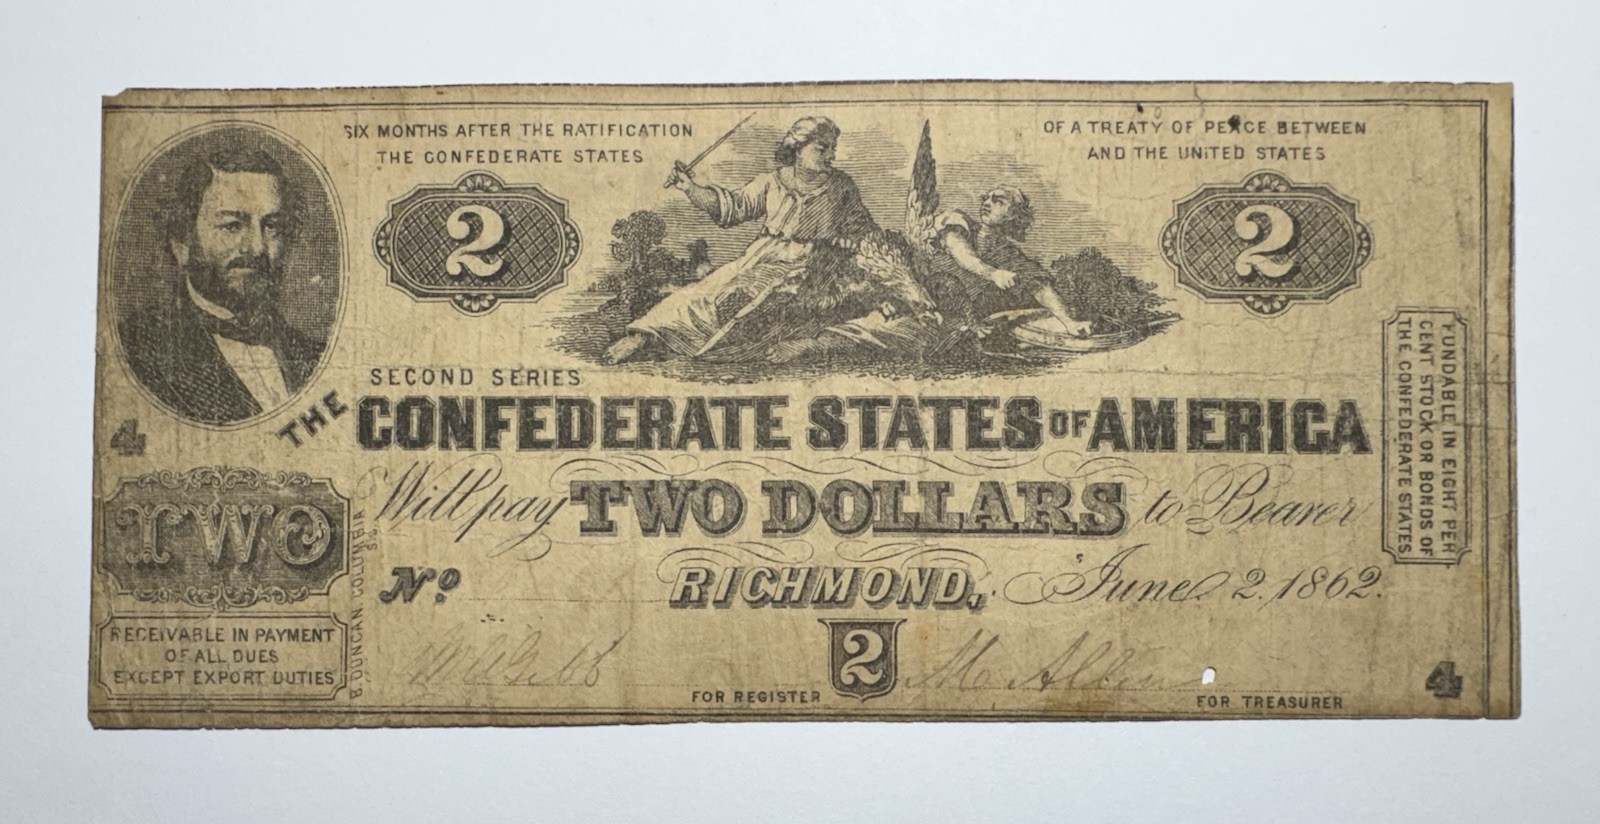 SIX MONTHS AFTER THE RATIFICATION
OF A TREATY OF PEACE BETWEEN
THE CONFEDERATE STATES
AND THE UNITED STATES
2
2
SECOND SERIES
THE CONFEDERATE STATES OF AMERICA
4
Will pay TWO DOLLARS to Bearer
TWO
Nº
RICHMOND, June 2. 1862.
RECEIVABLE IN PAYMENT
OF ALL DUES
EXCEPT EXPORT DUTIES
B. DUNCAN COLUMBIA S.C.
FUNDABLE IN EIGHT PER
CENT STOCK OR BONDS OF
THE CONFEDERATE STATES
2
FOR REGISTER
FOR TREASURER
4